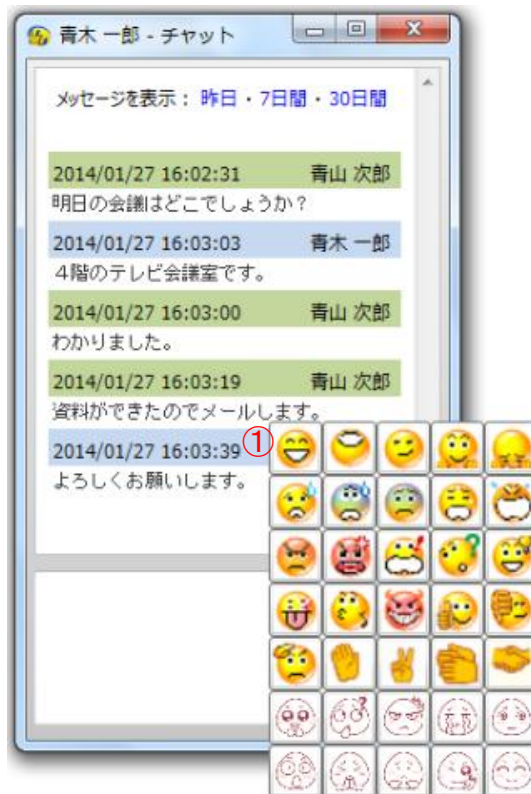 青木 一郎 - チャット
メッセージを表示： 昨日・7日間・30日間
2014/01/27 16:02:31 青山 次郎
明日の会議はどこでしょうか？
2014/01/27 16:03:03 青木 一郎
４階のテレビ会議室です。
2014/01/27 16:03:00 青山 次郎
わかりました。
2014/01/27 16:03:19 青山 次郎
資料ができたのでメールします。
2014/01/27 16:03:39 ①
よろしくお願いします。